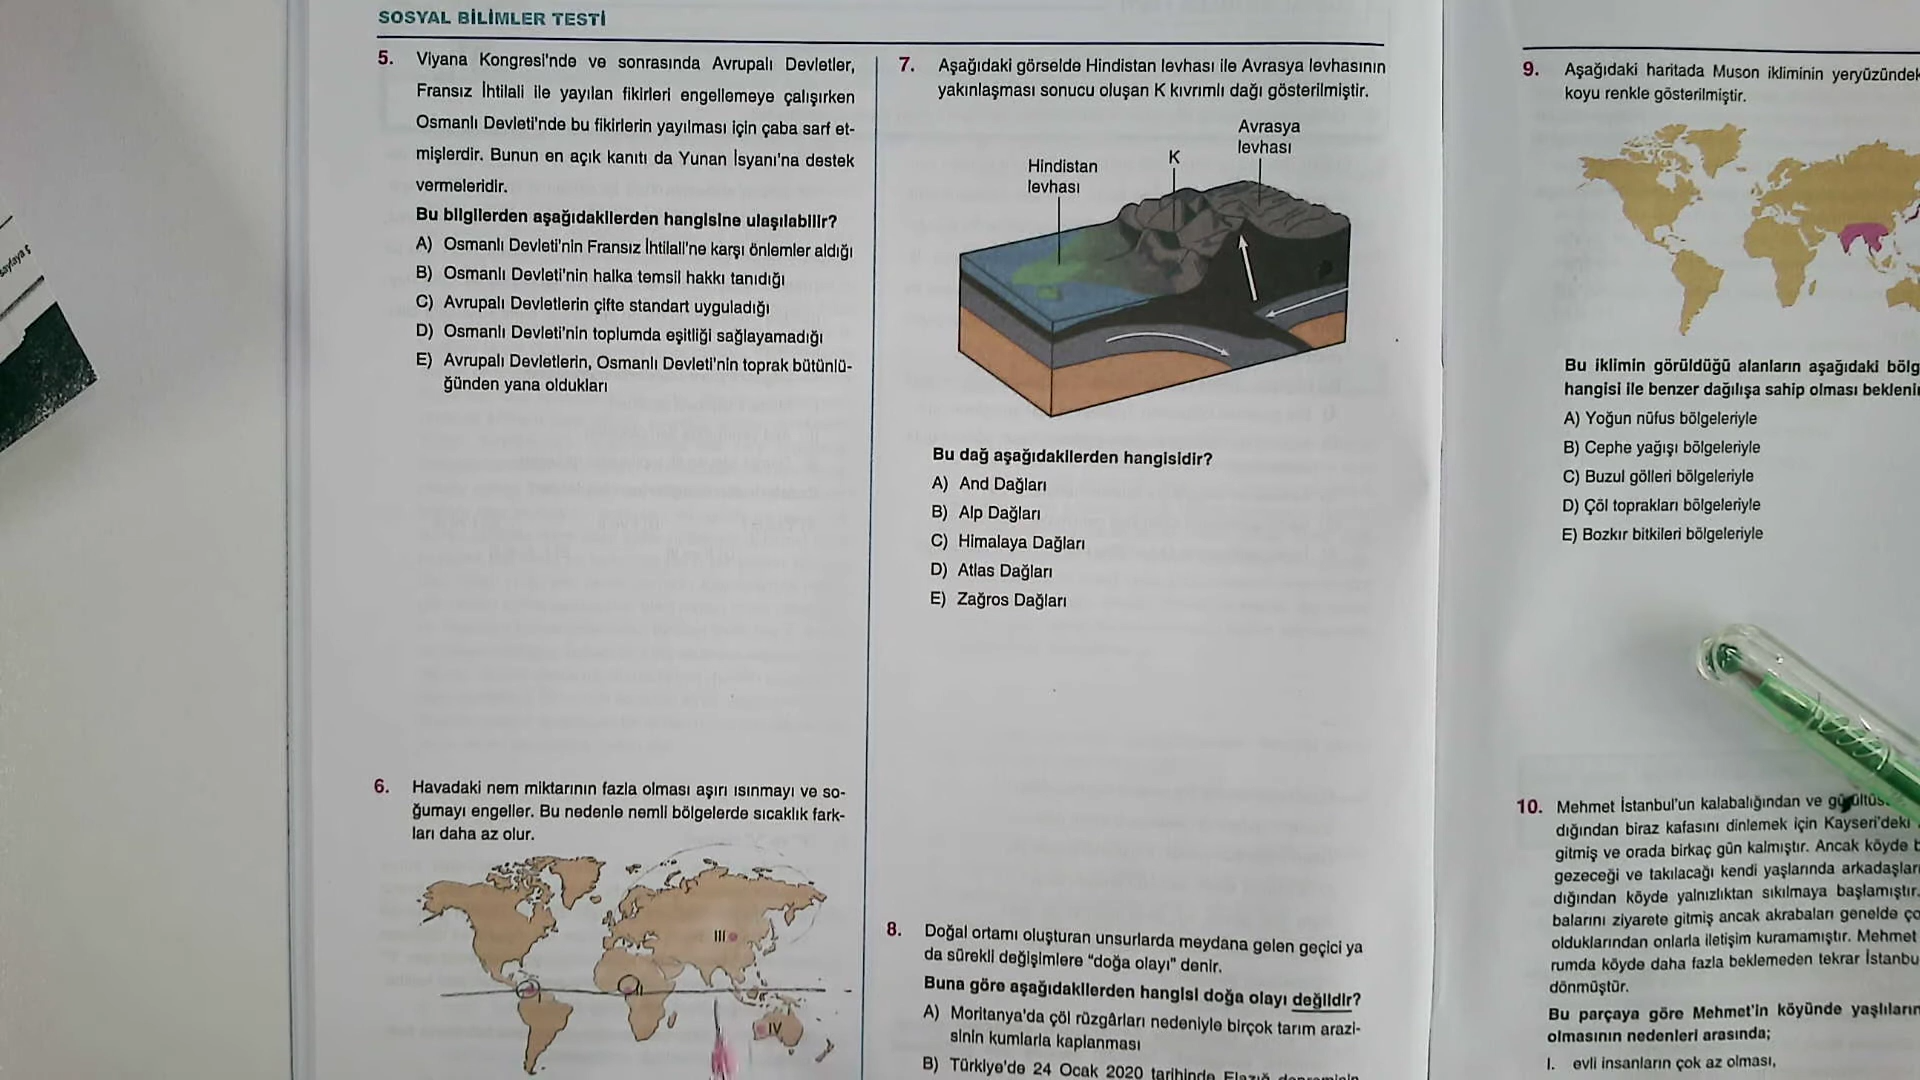 SOSYAL BİLİMLER TESTİ
5. Viyana Kongresi'nde ve sonrasında Avrupalı Devletler,
Fransız İhtilali ile yayılan fikirleri engellemeye çalışırken
Osmanlı Devleti'nde bu fikirlerin yayılması için çaba sarf et-
mişlerdir. Bunun en açık kanıtı da Yunan İsyanı'na destek
vermeleridir.
Bu bilgilerden aşağıdakilerden hangisine ulaşılabilir?
A) Osmanlı Devleti'nin Fransız İhtilali'ne karşı önlemler aldığı
B) Osmanlı Devleti'nin halka temsil hakkı tanıdığı
C) Avrupalı Devletlerin çifte standart uyguladığı
D) Osmanlı Devleti'nin toplumda eşitliği sağlayamadığı
E) Avrupalı Devletlerin, Osmanlı Devleti'nin toprak bütünlü-
ğünden yana oldukları
6. Havadaki nem miktarının fazla olması aşırı ısınmayı ve so-
ğumayı engeller. Bu nedenle nemli bölgelerde sıcaklık fark-
ları daha az olur.
III
II
IV
7. Aşağıdaki görselde Hindistan levhası ile Avrasya levhasının
yakınlaşması sonucu oluşan K kıvrımlı dağı gösterilmiştir.
Hindistan
levhası
K
Avrasya
levhası
Bu dağ aşağıdakilerden hangisidir?
A) And Dağları
B) Alp Dağları
C) Himalaya Dağları
D) Atlas Dağları
E) Zağros Dağları
8. Doğal ortamı oluşturan unsurlarda meydana gelen geçici ya
da sürekli değişimlere "doğa olayı" denir.
Buna göre aşağıdakilerden hangisi doğa olayı değildir?
A) Moritanya'da çöl rüzgârları nedeniyle birçok tarım arazi-
sinin kumlarla kaplanması
B) Türkiye'de 24 Ocak 2020 tarihinde Elazığ
9. Aşağıdaki haritada Muson ikliminin yeryüzündek
koyu renkle gösterilmiştir.
Bu iklimin görüldüğü alanların aşağıdaki bölg
hangisi ile benzer dağılışa sahip olması beklenir
A) Yoğun nüfus bölgeleriyle
B) Cephe yağışı bölgeleriyle
C) Buzul gölleri bölgeleriyle
D) Çöl toprakları bölgeleriyle
E) Bozkır bitkileri bölgeleriyle
10. Mehmet İstanbul'un kalabalığından ve gürültüs
dığından biraz kafasını dinlemek için Kayseri'deki
gitmiş ve orada birkaç gün kalmıştır. Ancak köyde b
gezeceği ve takılacağı kendi yaşlarında arkadaşları
dığından köyde yalnızlıktan sıkılmaya başlamıştır.
balarını ziyarete gitmiş ancak akrabaları genelde ço
olduklarından onlarla iletişim kuramamıştır. Mehmet
rumda köyde daha fazla beklemeden tekrar İstanbu
dönmüştür.
Bu parçaya göre Mehmet'in köyünde yaşlıların
olmasının nedenleri arasında;
I. evli insanların çok az olması,